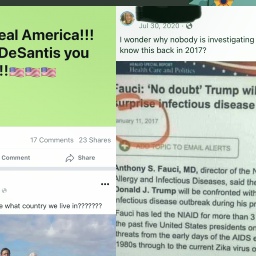 eal America!!!
DeSantis you
!!
17 Comments 23 Shares
Comment
Share
e what country we live in???????
Jul 30, 2020
I wonder why nobody is investigating
know this back in 2017?
Health Care and Politics
Fauci: 'No doubt' Trump wil
surprise infectious disease
anuary 11, 2017
ADD TOPIC TO EMAIL ALERTS
Anthony S. Fauci, MD, director of the N
Allergy and Infectious Diseases, said the
Donald J. Trump will be confronted with
infectious disease outbreak during his pr
Fauci has led the NIAID for more than 3
the past five United States presidents on
threats from the early days of the AIDS e
1980s through to the current Zika virus o